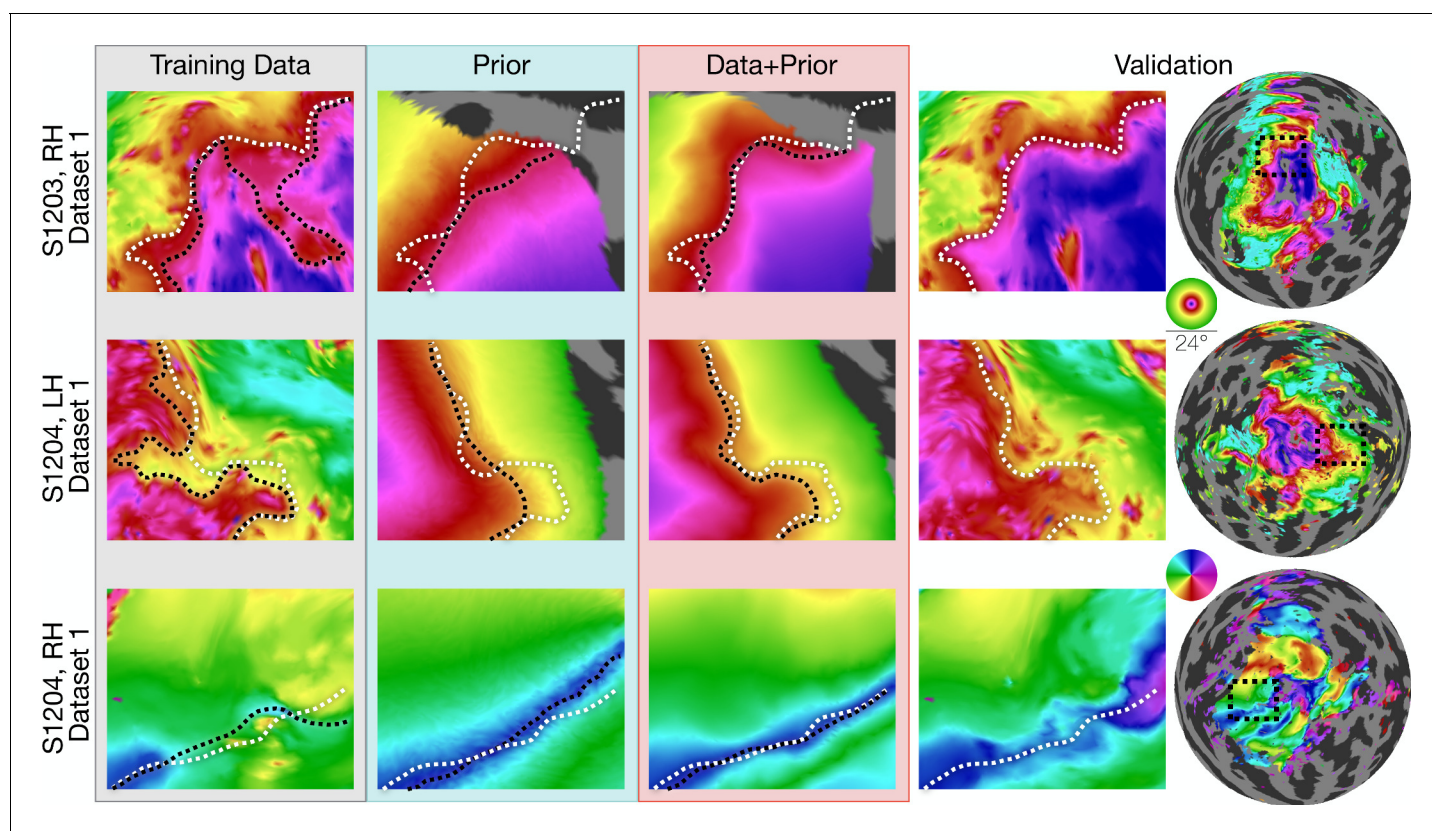 Training Data
Prior
Data+Prior
Validation
S1203, RH
Dataset 1
24°
S1204, LH
Dataset 1
S1204, RH
Dataset 1